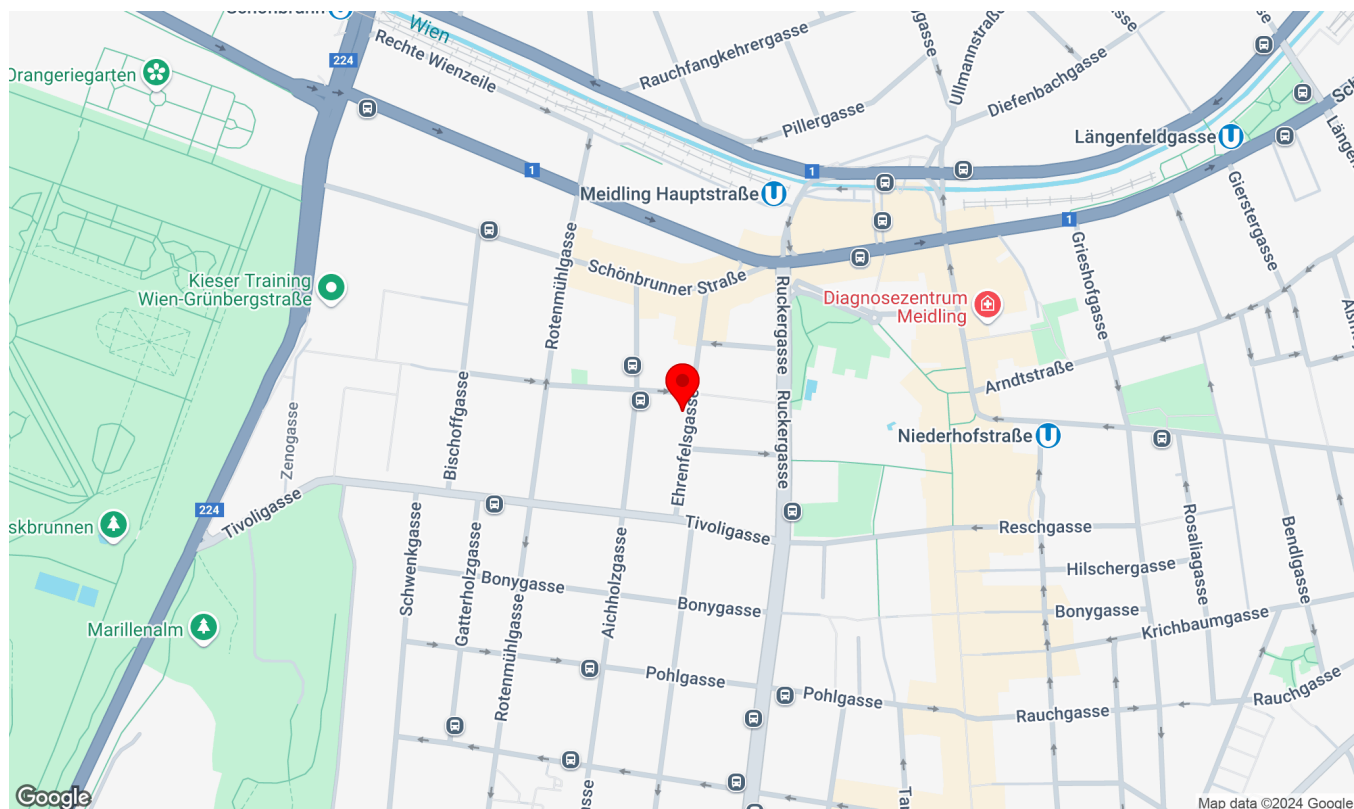 Schönbrunn
Wien
Rechte Wienzeile
224
Orangeriegarten
Rauchfangkehrergasse
Ullmannstraße
Diefenbachgasse
Pillergasse
Längenfeldgasse
1
1
Meidling Hauptstraße
Gierstergasse
1
Rotenmühlgasse
Schönbrunner Straße
Kieser Training
Wien-Grünbergstraße
Ruckergasse
Diagnosezentrum
Meidling
Grieshofgasse
Arndtstraße
Bischoffgasse
Zenogasse
Ehrenfelsgasse
Ruckergasse
Niederhofstraße
224
Tivoligasse
Tivoligasse
Reschgasse
Rosaliagasse
Bendlgasse
Schwenkgasse
Gatterholzgasse
Bonygasse
Aichholzgasse
Bonygasse
Hilschergasse
Bonygasse
Krichbaumgasse
Marillenalm
Rotenmühlgasse
Pohlgasse
Pohlgasse
Rauchgasse
Rauchgasse
Google
Map data ©2024 Google